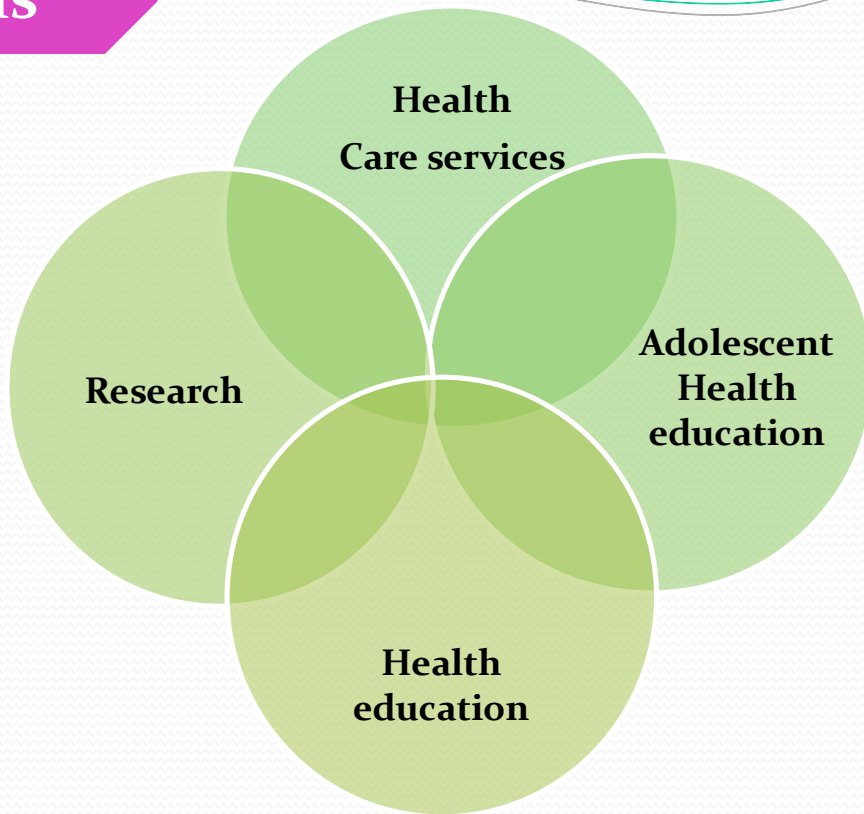 Health
Care services
Adolescent
Health
education
Research
Health
education